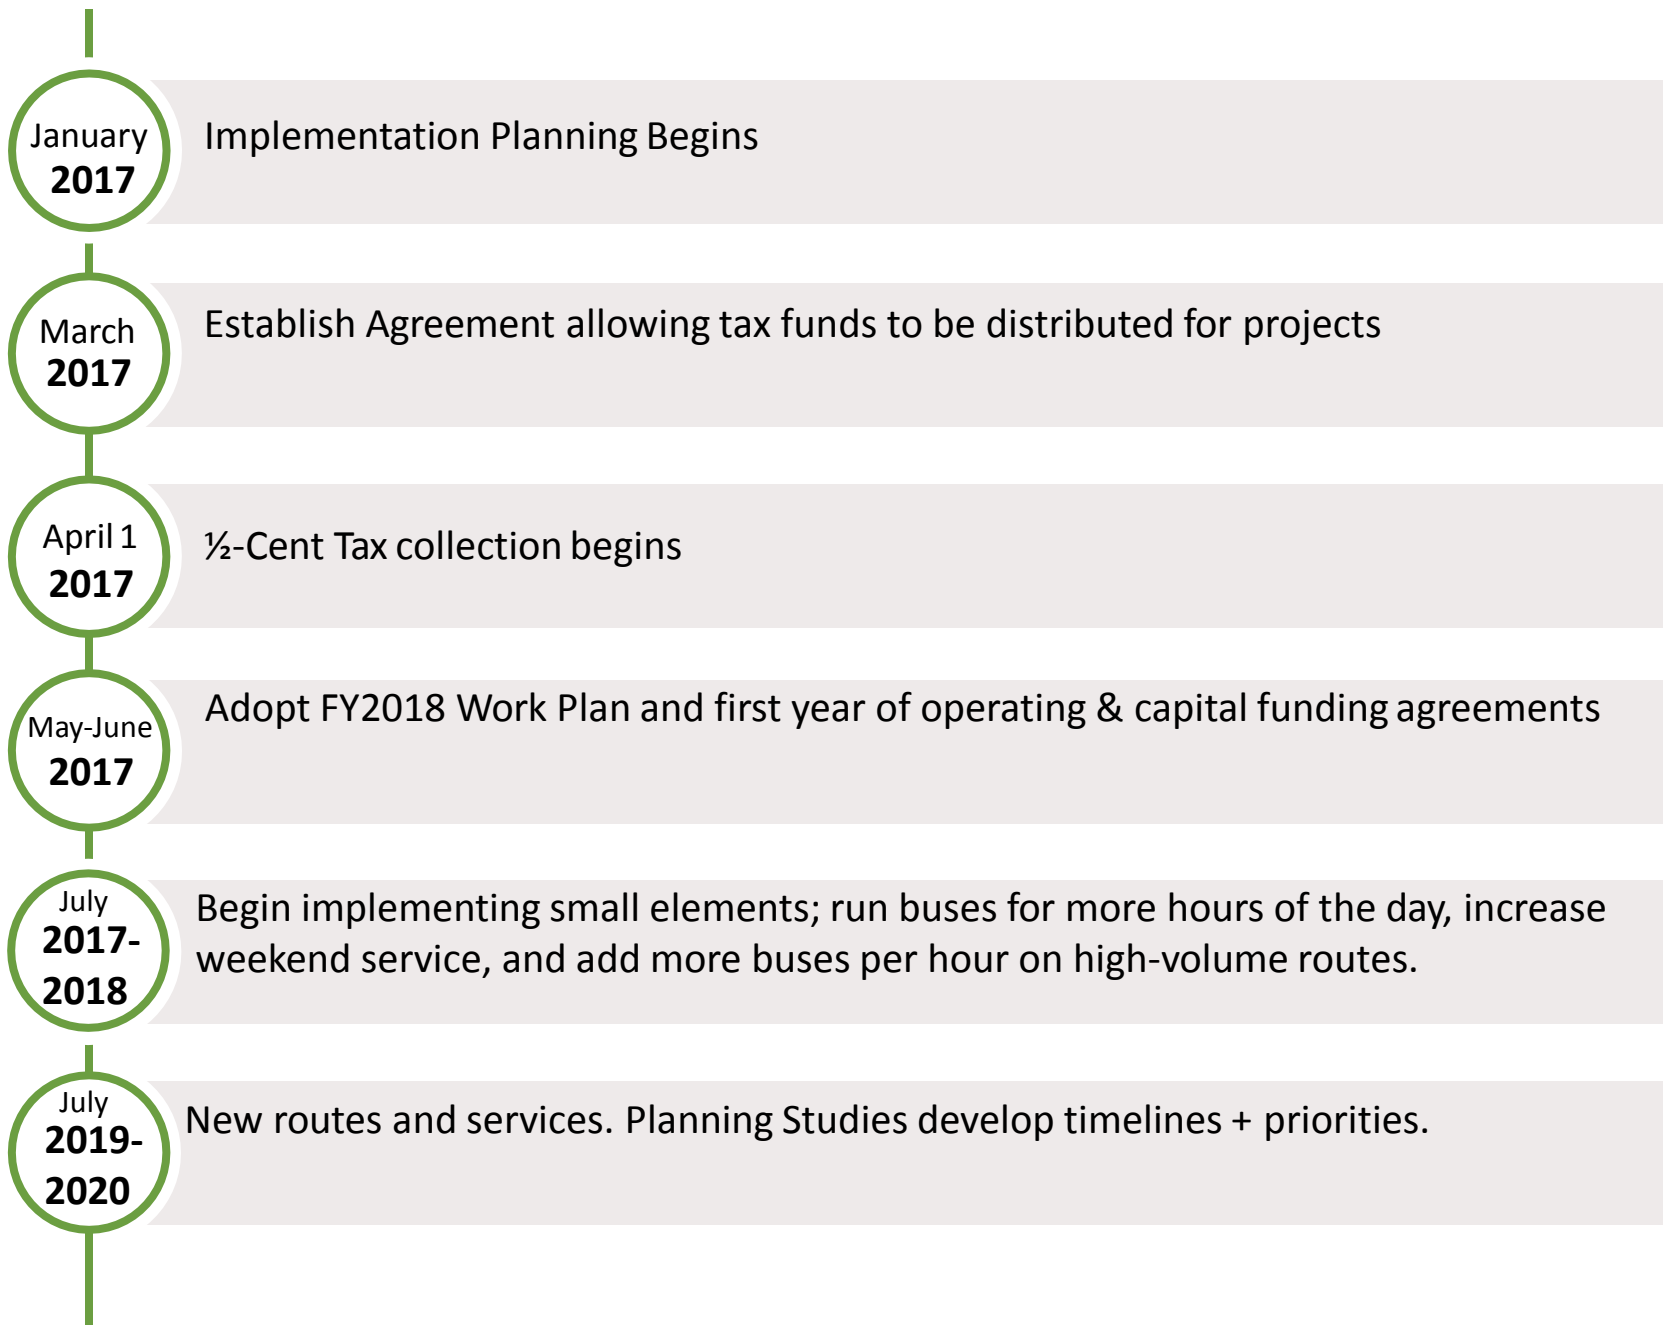 January
2017
Implementation Planning Begins
March
2017
Establish Agreement allowing tax funds to be distributed for projects
April 1
2017
½-Cent Tax collection begins
May-June
2017
Adopt FY2018 Work Plan and first year of operating & capital funding agreements
July
2017-
2018
Begin implementing small elements; run buses for more hours of the day, increase
weekend service, and add more buses per hour on high-volume routes.
July
2019-
2020
New routes and services. Planning Studies develop timelines + priorities.